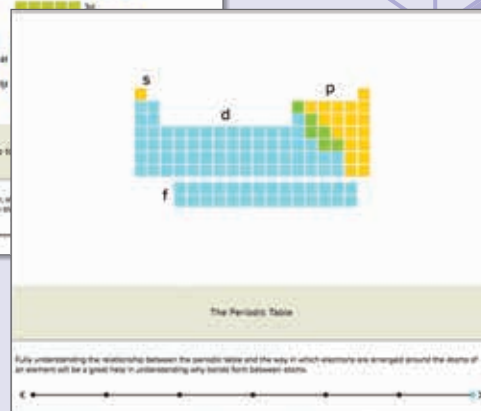 3d
s
p
d
f
The Periodic Table
Fully understanding the relationship between the periodic table and the way in which electrons are arranged around the atoms of
an element will be a great help in understanding why bonds form between atoms.